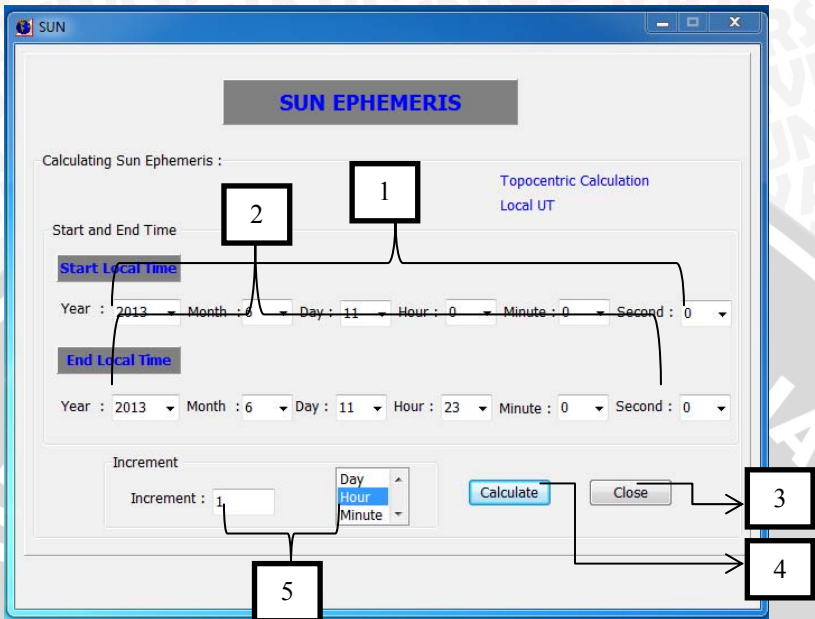 SUN
SUN EPHEMERIS
Calculating Sun Ephemeris :
Topocentric Calculation
Local UT
1
2
Start and End Time
Start Local Time
Year : 2013 Month : 6 Day : 11 Hour : 0 Minute : 0 Second : 0
End Local Time
Year : 2013 Month : 6 Day : 11 Hour : 23 Minute : 0 Second : 0
Increment
Increment : 1
Day
Hour
Minute
Calculate
Close
3
4
5